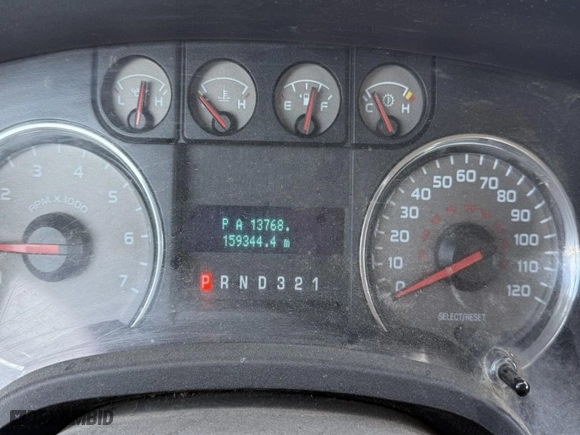 L H
H
E F
C H
2 3 4 5 6 7
RPM X 1000
P A 13768.
159344.4 m
P R N D 3 2 1
0 10 20 30 40 50 60 70 80 90 100 110 120
SELECT/RESET